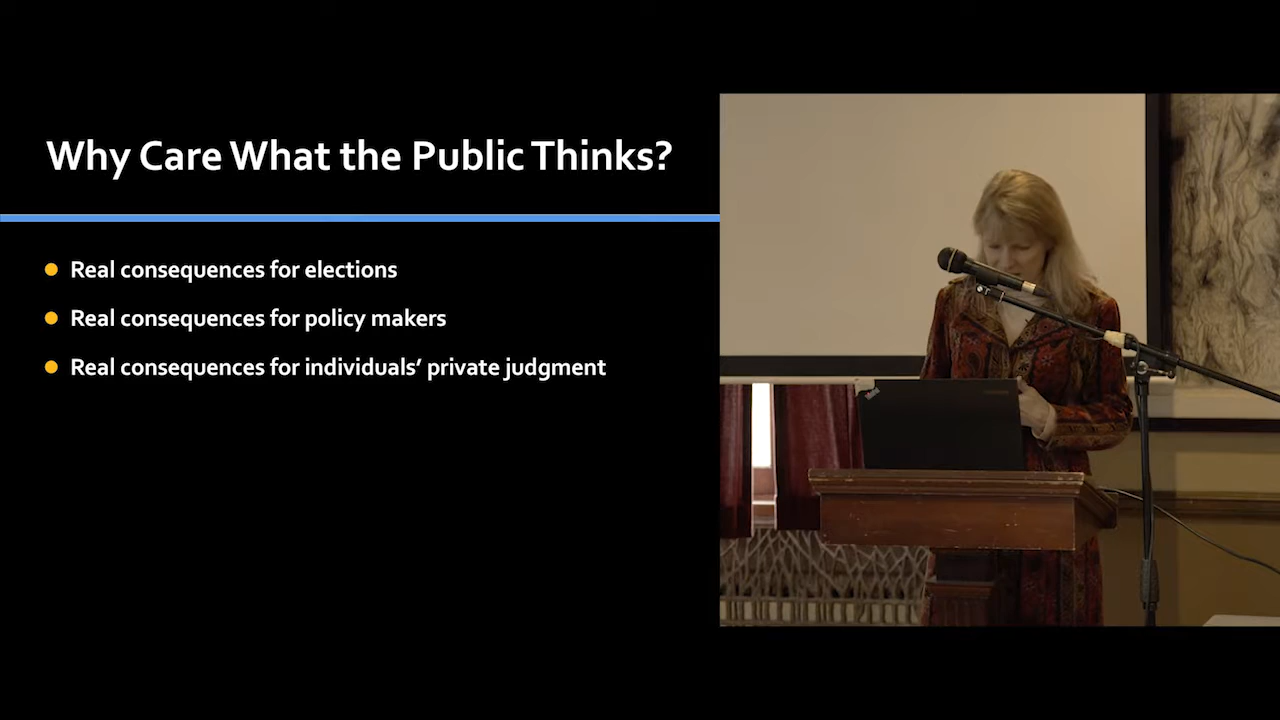 Why Care What the Public Thinks?
Real consequences for elections
Real consequences for policy makers
Real consequences for individuals’ private judgment